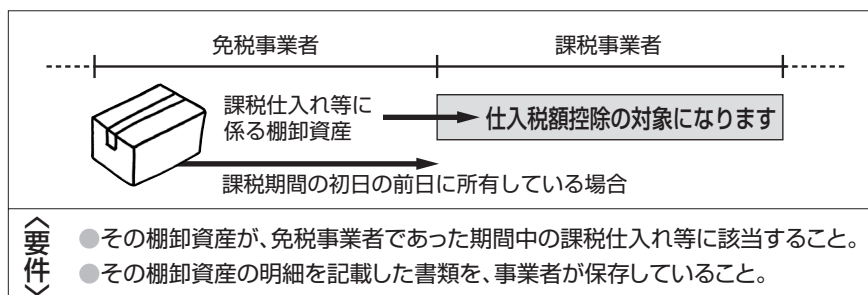 免税事業者
課税事業者
課税仕入れ等に
係る棚卸資産
仕入税額控除の対象になります
課税期間の初日の前日に所有している場合
〈要件〉
●その棚卸資産が、免税事業者であった期間中の課税仕入れ等に該当すること。
●その棚卸資産の明細を記載した書類を、事業者が保存していること。